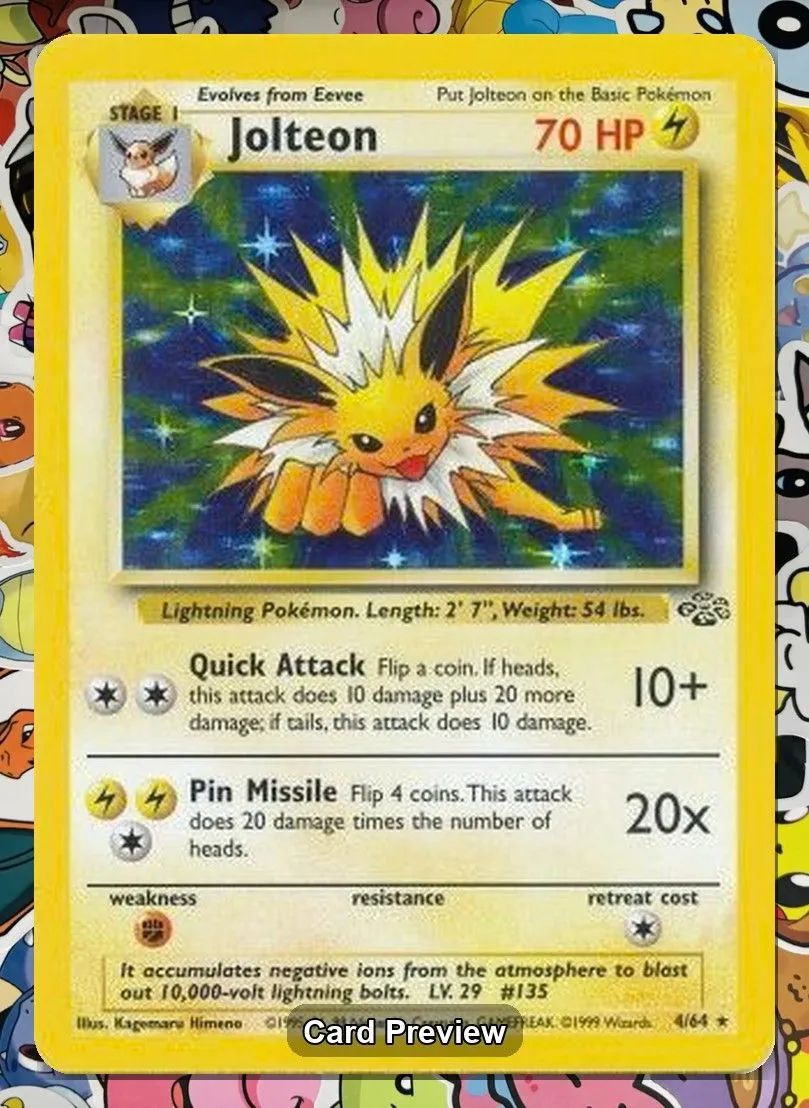 Evolves from Eevee Put Jolteon on the Basic Pokémon
STAGE 1
Jolteon 70 HP
Lightning Pokémon. Length: 2' 7", Weight: 54 lbs.
Quick Attack Flip a coin. If heads,
this attack does 10 damage plus 20 more
damage; if tails, this attack does 10 damage.
10+
Pin Missile Flip 4 coins. This attack
does 20 damage times the number of
heads.
20x
weakness resistance retreat cost
It accumulates negative ions from the atmosphere to blast
out 10,000-volt lightning bolts. LV. 29 #135
Illus. Kagemaru Himeno GAMEFREAK. ©1999 Wizards. 4/64 ★
Card Preview